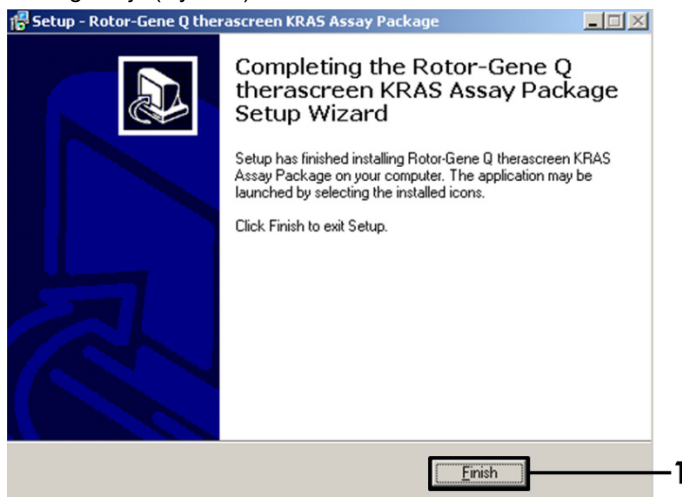 Setup - Rotor-Gene Q therascreen KRAS Assay Package
Completing the Rotor-Gene Q
therascreen KRAS Assay Package
Setup Wizard
Setup has finished installing Rotor-Gene Q therascreen KRAS
Assay Package on your computer. The application may be
launched by selecting the installed icons.
Click Finish to exit Setup.
Finish
1